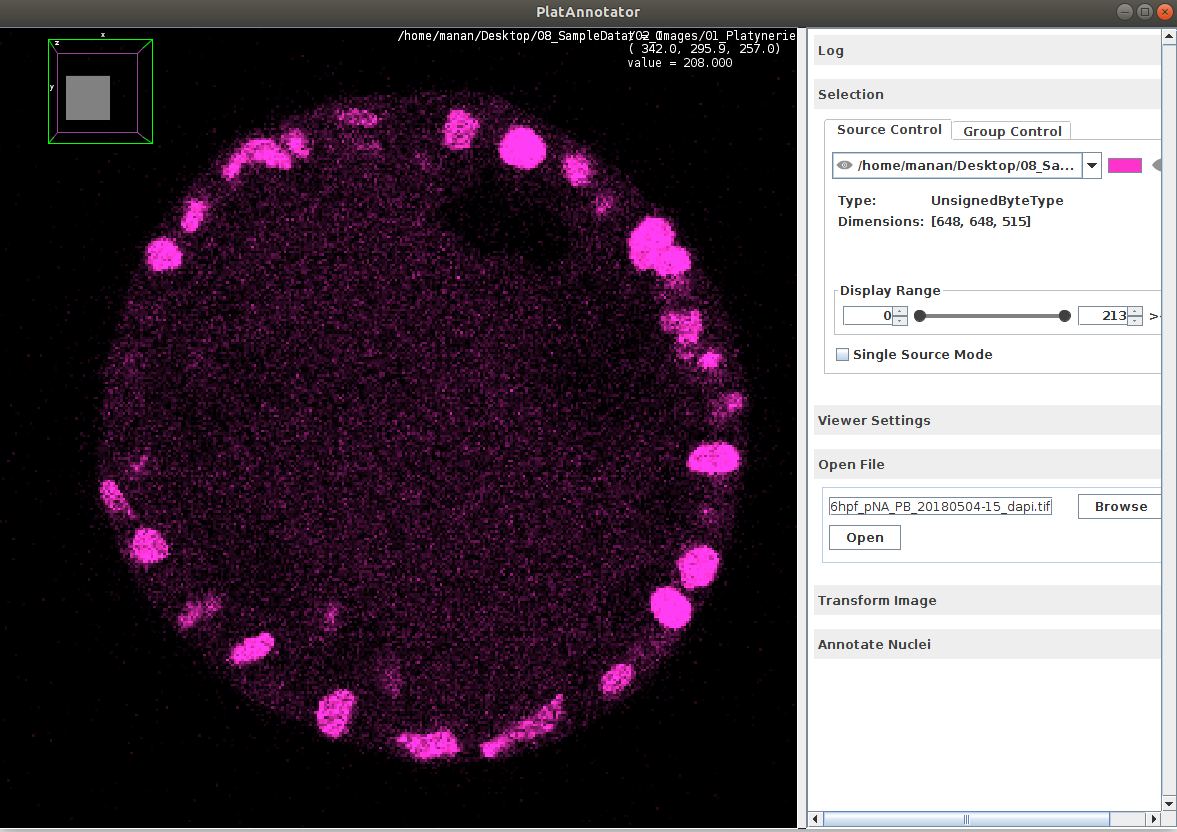 PlatAnnotator
x
z
y
/home/manan/Desktop/08_SampleData/02_Images/01_Platynerie
( 342.0, 295.9, 257.0)
value = 208.000
Log
Selection
Source Control
Group Control
/home/manan/Desktop/08_Sa...
Type: UnsignedByteType
Dimensions: [648, 648, 515]
Display Range
0
213
>
Single Source Mode
Viewer Settings
Open File
6hpf_pNA_PB_20180504-15_dapi.tif
Browse
Open
Transform Image
Annotate Nuclei